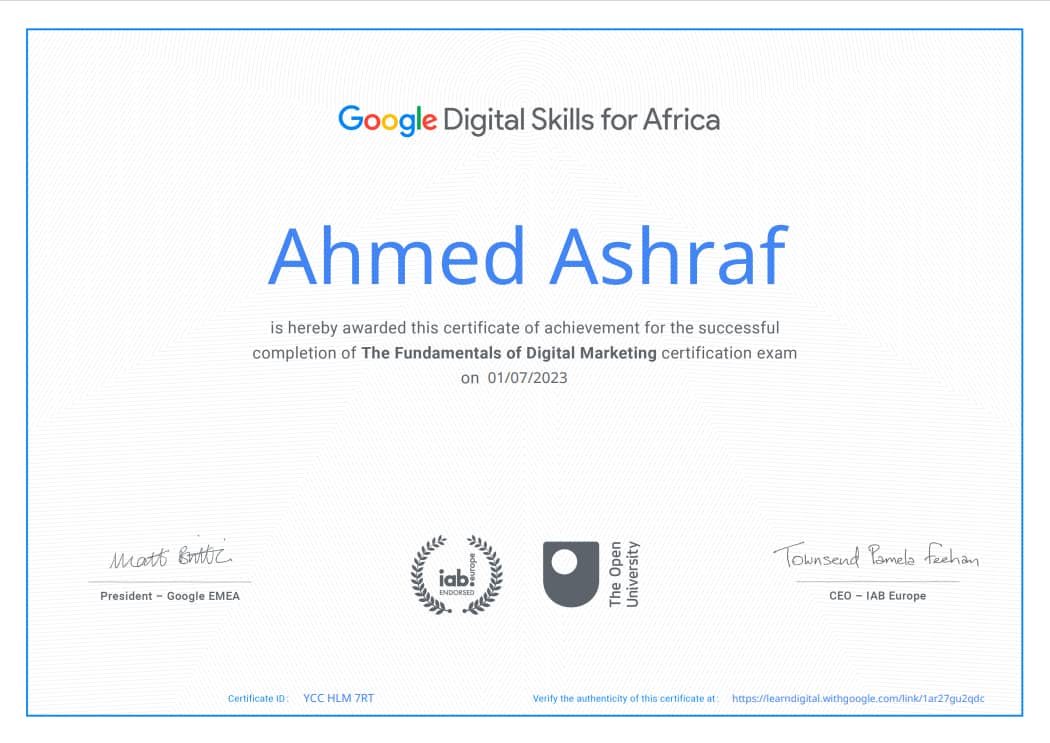 Google Digital Skills for Africa
Ahmed Ashraf
is hereby awarded this certificate of achievement for the successful
completion of The Fundamentals of Digital Marketing certification exam
on 01/07/2023
Matt Brittin
President – Google EMEA
iab europe
ENDORSED
The Open
University
Townsend Pamela Feehan
CEO – IAB Europe
Certificate ID: YCC HLM 7RT
Verify the authenticity of this certificate at: https://learndigital.withgoogle.com/link/1ar27gu2qdc